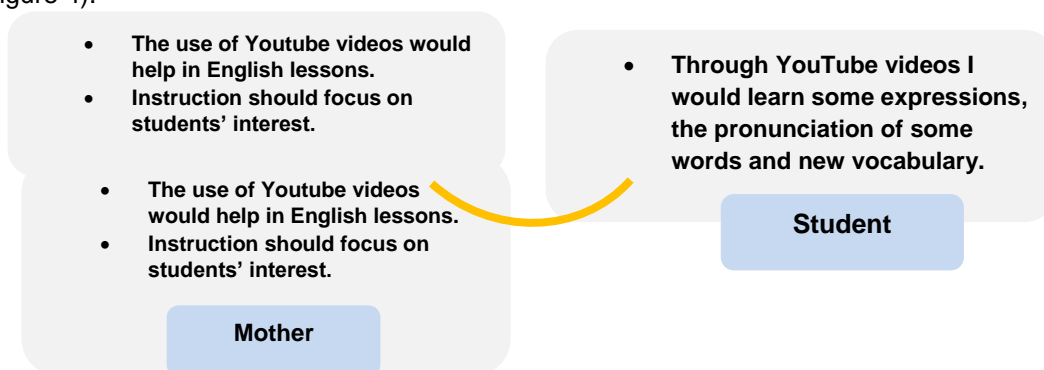 • The use of Youtube videos would
help in English lessons.
• Instruction should focus on
students’ interest.
• The use of Youtube videos
would help in English lessons.
• Instruction should focus on
students’ interest.
Mother
• Through YouTube videos I
would learn some expressions,
the pronunciation of some
words and new vocabulary.
Student